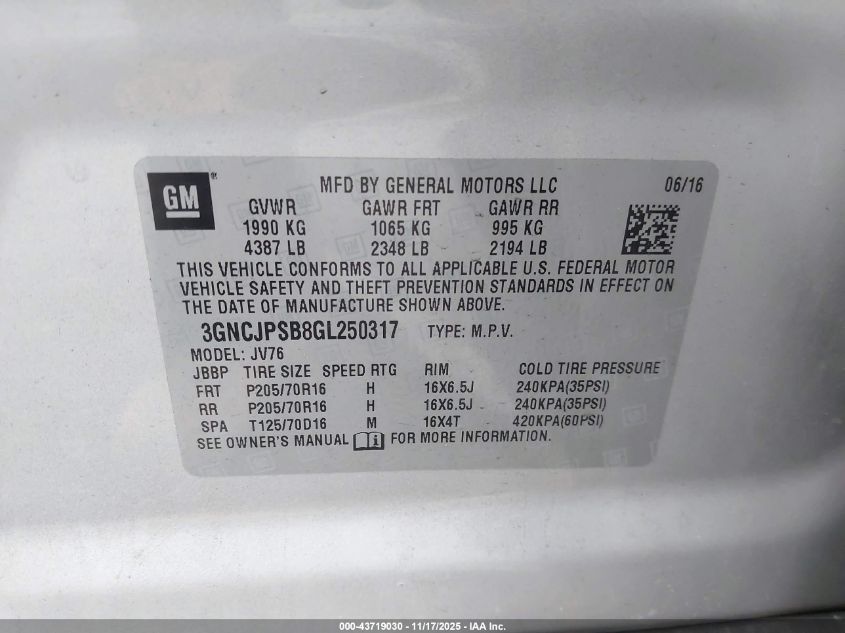 GM ®
MFD BY GENERAL MOTORS LLC 06/16
GVWR GAWR FRT GAWR RR
1990 KG 1065 KG 995 KG
4387 LB 2348 LB 2194 LB
THIS VEHICLE CONFORMS TO ALL APPLICABLE U.S. FEDERAL MOTOR
VEHICLE SAFETY AND THEFT PREVENTION STANDARDS IN EFFECT ON
THE DATE OF MANUFACTURE SHOWN ABOVE.
3GNCJPSB8GL250317 TYPE: M.P.V.
MODEL: JV76
JBBP TIRE SIZE SPEED RTG RIM COLD TIRE PRESSURE
FRT P205/70R16 H 16X6.5J 240KPA(35PSI)
RR P205/70R16 H 16X6.5J 240KPA(35PSI)
SPA T125/70D16 M 16X4T 420KPA(60PSI)
SEE OWNER'S MANUAL FOR MORE INFORMATION.
000-43719030 - 11/17/2025 - IAA Inc.